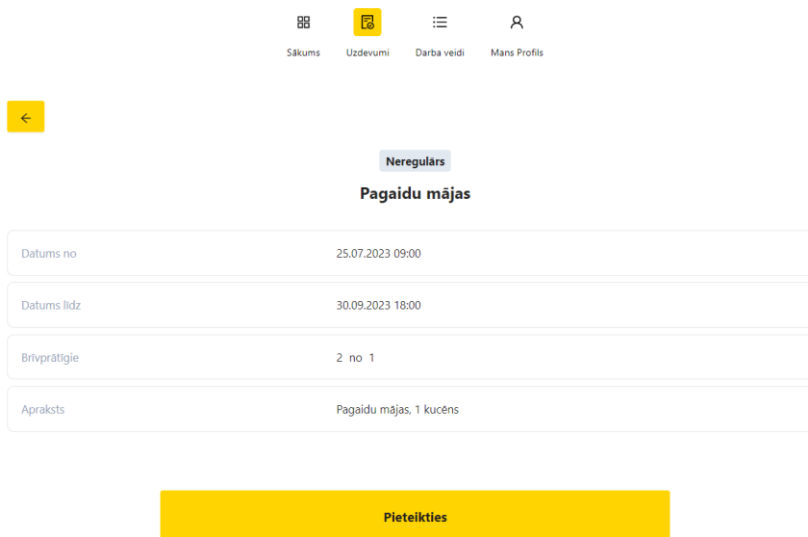 Sākums Uzdevumi Darba veidi Mans Profils
Neregulārs
Pagaidu mājas
Datums no 25.07.2023 09:00
Datums līdz 30.09.2023 18:00
Brīvprātīgie 2 no 1
Apraksts Pagaidu mājas, 1 kucēns
Pieteikties